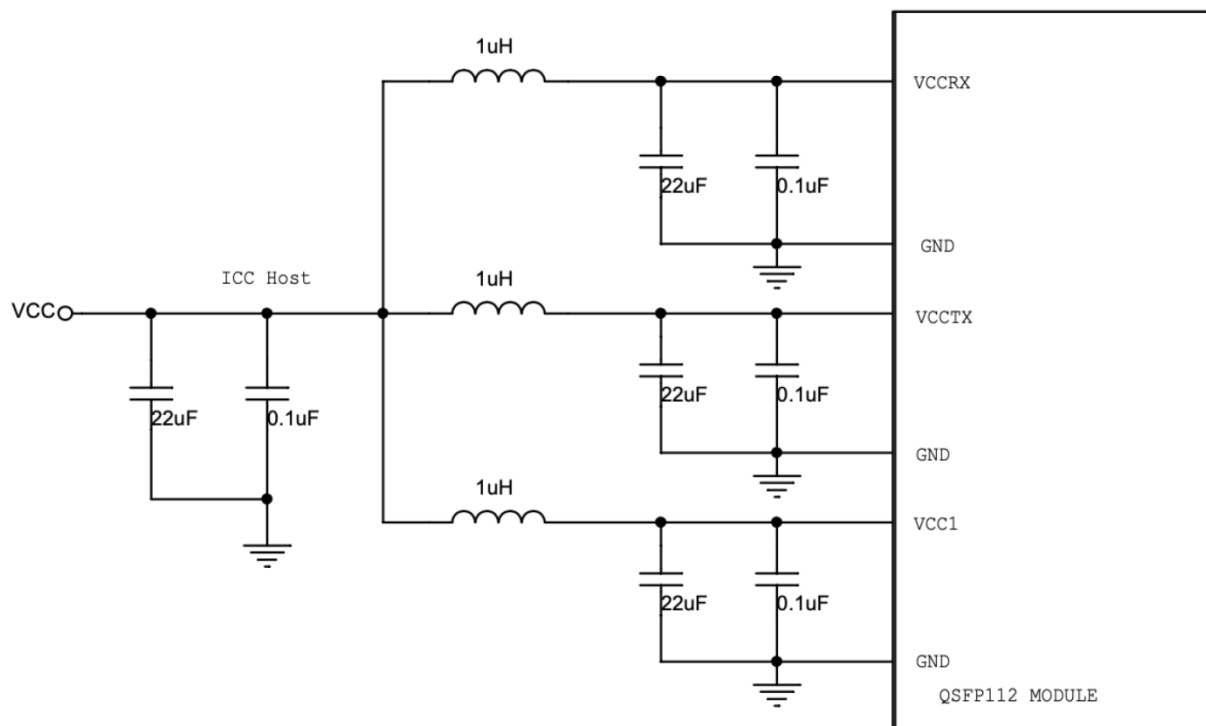 1uH
VCCRX
22uF
0.1uF
GND
ICC Host
1uH
VCC
VCCTX
22uF
0.1uF
22uF
0.1uF
GND
1uH
VCC1
22uF
0.1uF
GND
QSFP112 MODULE